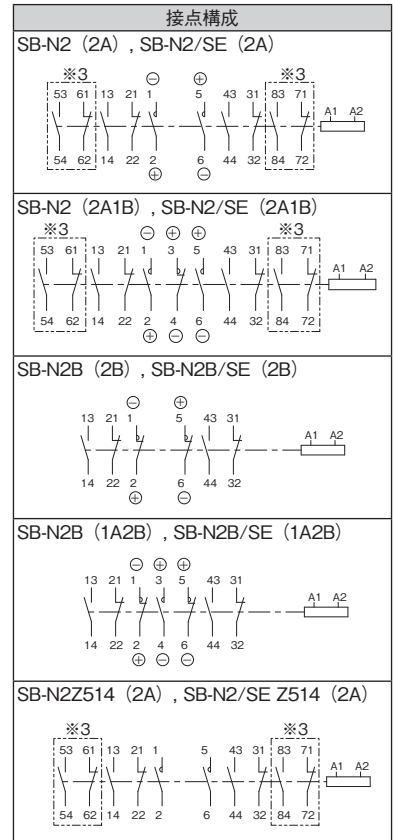 接点構成
SB-N2（2A）, SB-N2/SE（2A）
※3 ⊖ ⊕ ※3
53 61 13 21 1 5 43 31 83 71 A1 A2
54 62 14 22 2 6 44 32 84 72
⊕ ⊖
SB-N2（2A1B）, SB-N2/SE（2A1B）
※3 ⊖ ⊕ ⊕ ※3
53 61 13 21 1 3 5 43 31 83 71 A1 A2
54 62 14 22 2 4 6 44 32 84 72
⊕ ⊖ ⊖
SB-N2B（2B）, SB-N2B/SE（2B）
⊖ ⊕
13 21 1 5 43 31 A1 A2
14 22 2 6 44 32
⊕ ⊖
SB-N2B（1A2B）, SB-N2B/SE（1A2B）
⊖ ⊕ ⊕
13 21 1 3 5 43 31 A1 A2
14 22 2 4 6 44 32
⊕ ⊖ ⊖
SB-N2Z514（2A）, SB-N2/SE Z514（2A）
※3 ※3
53 61 13 21 1 5 43 31 83 71 A1 A2
54 62 14 22 2 6 44 32 84 72